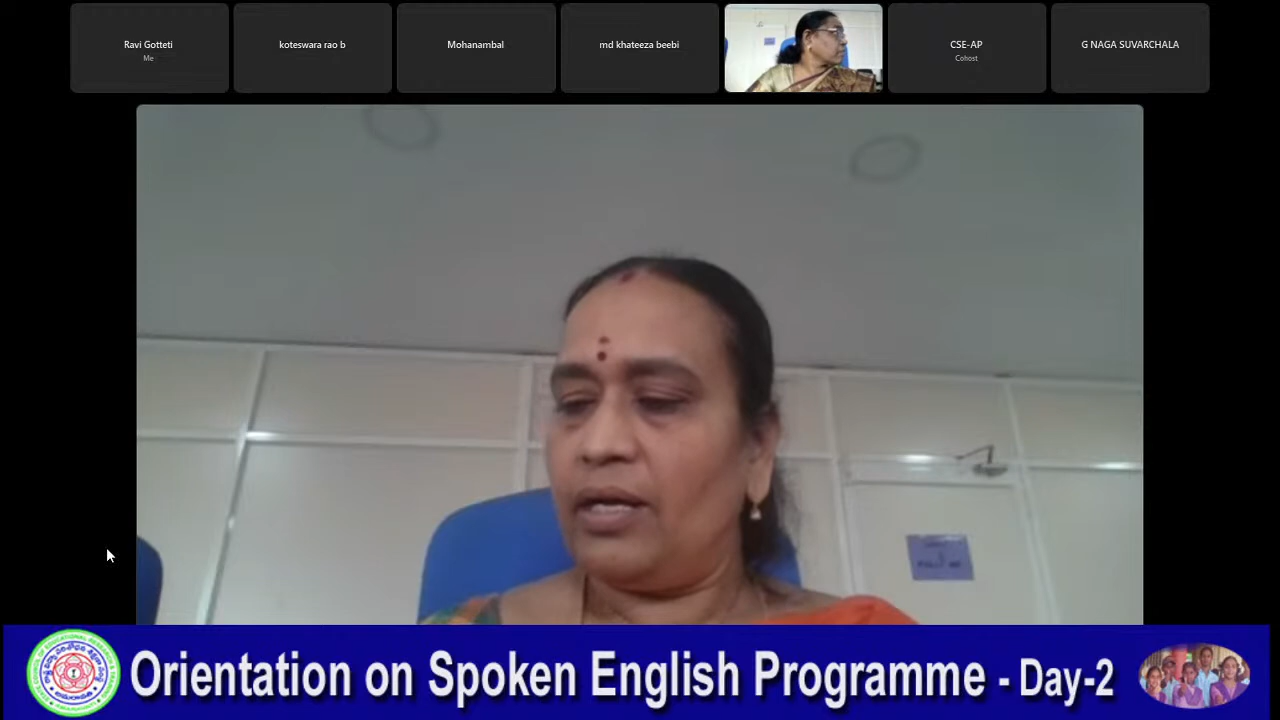 Ravi Gotteti
Me
koteswara rao b
Mohanambal
md khateeza beebi
CSE-AP
Cohost
G NAGA SUVARCHALA
Orientation on Spoken English Programme - Day-2